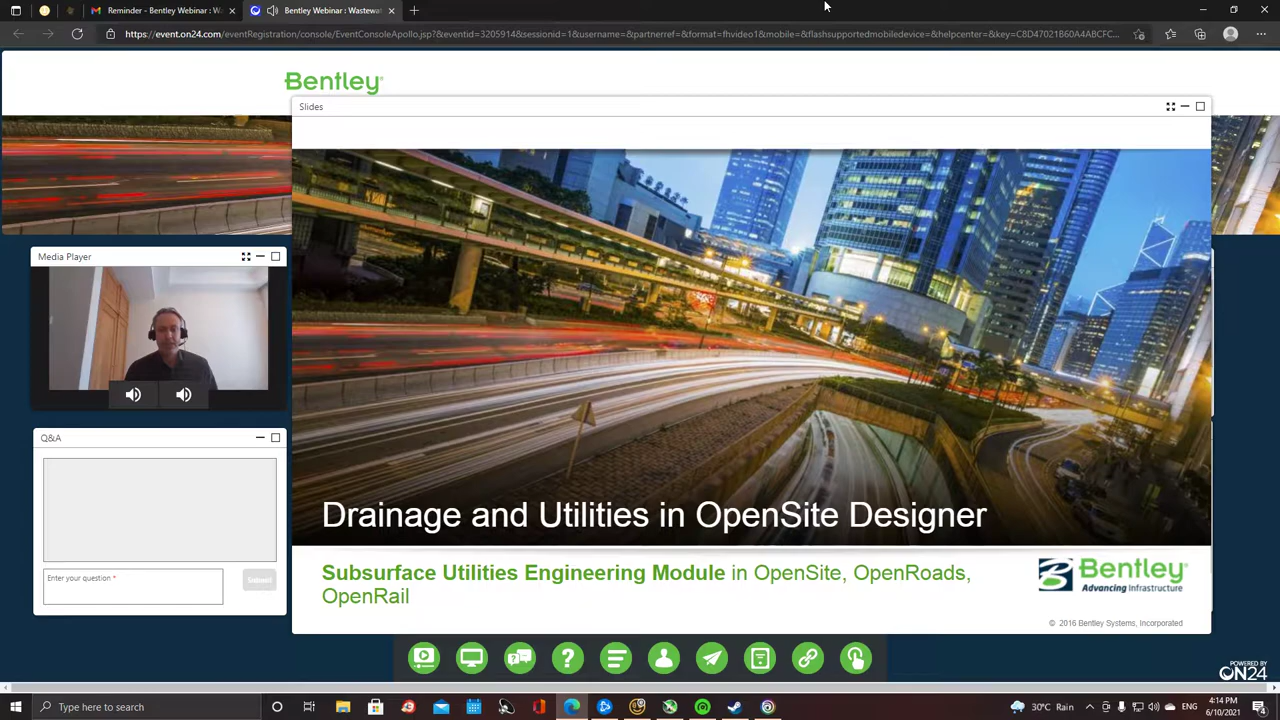 Reminder - Bentley Webinar: Wa
Bentley Webinar : Wastewat
https://event.on24.com/eventRegistration/console/EventConsoleApollo.jsp?&eventid=3205914&sessionid=1&username=&partnerref=&format=fhvideo1&mobile=&flashsupportedmobiledevice=&helpcenter=&key=C8D47021B60A4ABCFC...
Bentley
Slides
Media Player
Q&A
Enter your question *
Submit
Drainage and Utilities in OpenSite Designer
Subsurface Utilities Engineering Module in OpenSite, OpenRoads,
OpenRail
Bentley
Advancing Infrastructure
© 2016 Bentley Systems, Incorporated
POWERED BY
ON24
Type here to search
30°C Rain
4:14 PM
6/10/2021